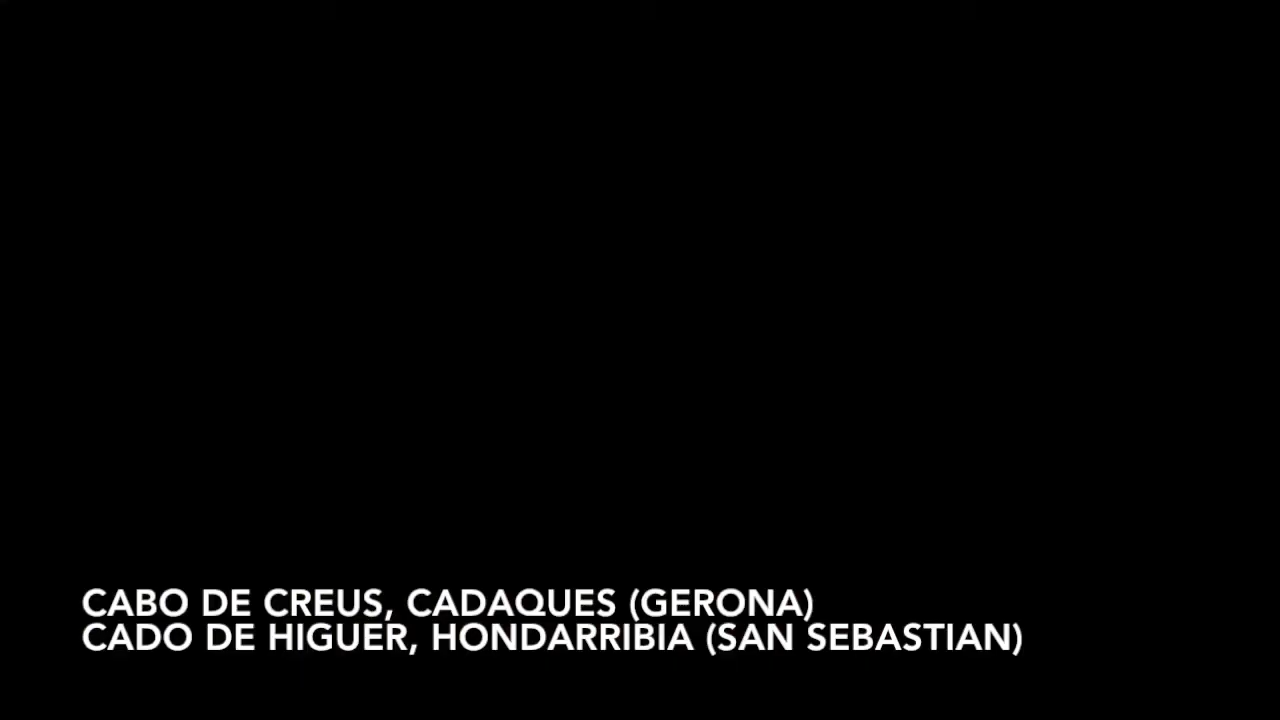 CABO DE CREUS, CADAQUES (GERONA)
CADO DE HIGUER, HONDARRIBIA (SAN SEBASTIAN)